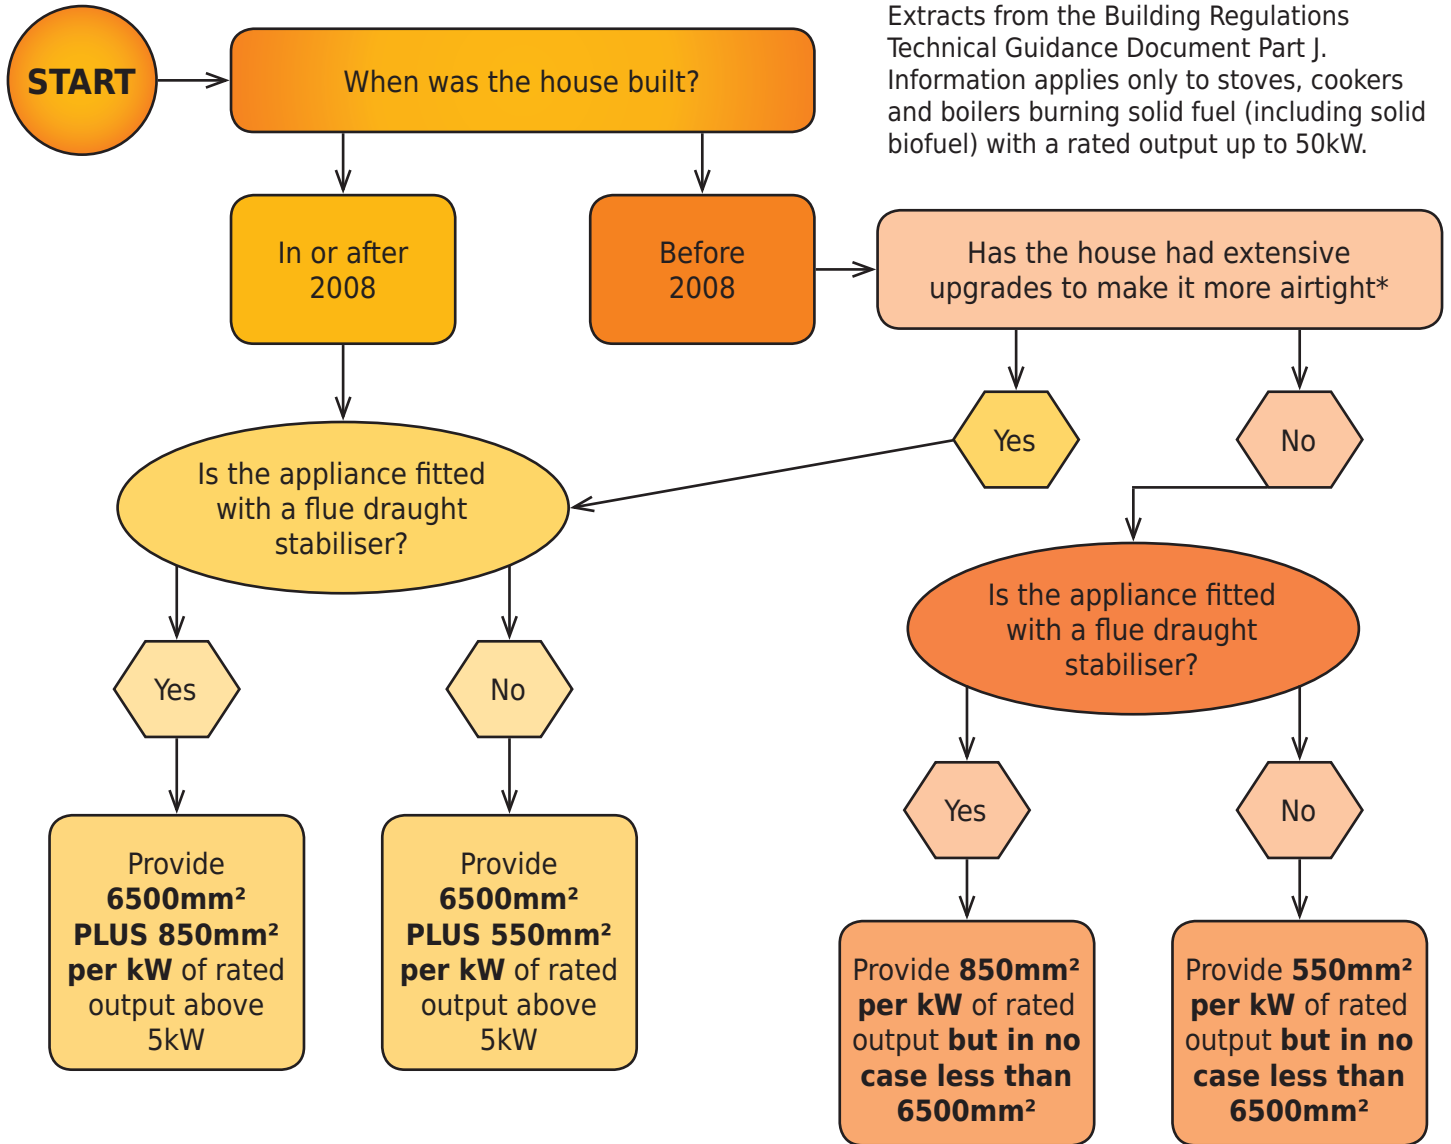 START
When was the house built?
Extracts from the Building Regulations
Technical Guidance Document Part J.
Information applies only to stoves, cookers
and boilers burning solid fuel (including solid
biofuel) with a rated output up to 50kW.
In or after
2008
Before
2008
Has the house had extensive
upgrades to make it more airtight*
Yes
No
Is the appliance fitted
with a flue draught
stabiliser?
Is the appliance fitted
with a flue draught
stabiliser?
Yes
No
Yes
No
Provide
6500mm²
PLUS 850mm²
per kW of rated
output above
5kW
Provide
6500mm²
PLUS 550mm²
per kW of rated
output above
5kW
Provide 850mm²
per kW of rated
output but in no
case less than
6500mm²
Provide 550mm²
per kW of rated
output but in no
case less than
6500mm²